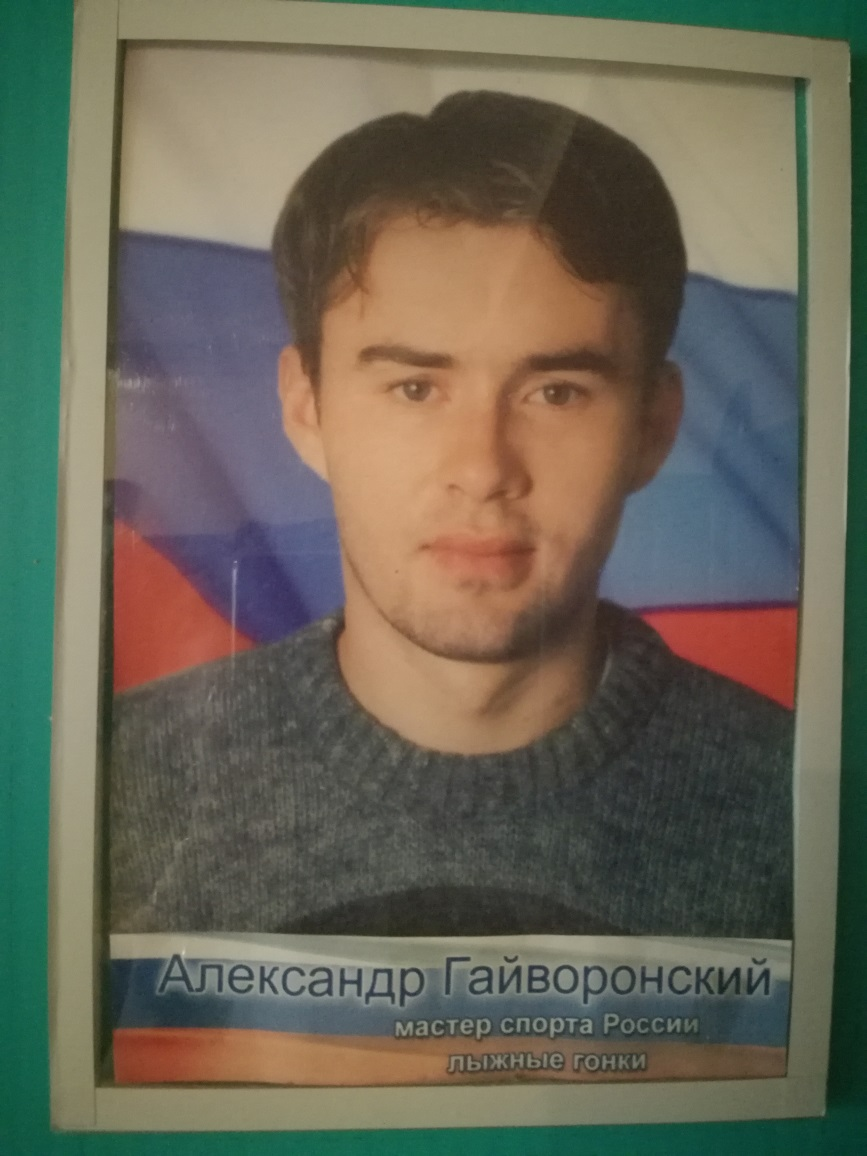 Александр Гайворонский
мастер спорта России
лыжные гонки